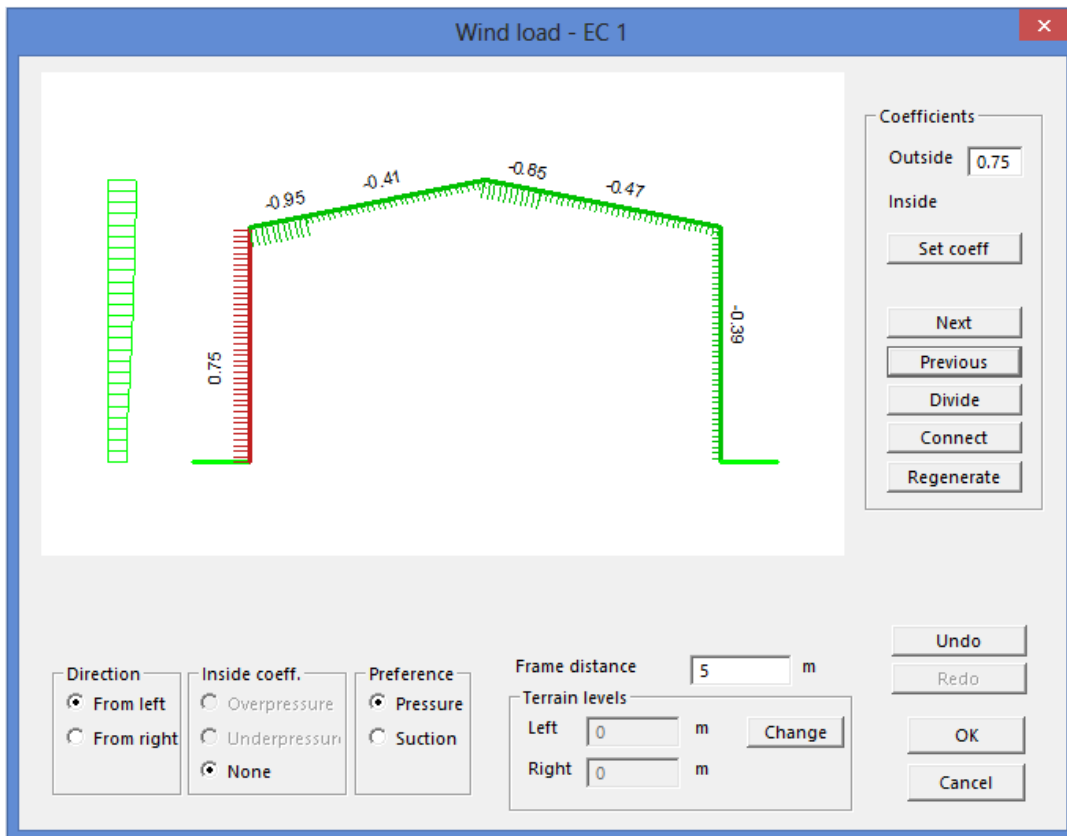 Wind load - EC 1
Coefficients
Outside 0.75
Inside
Set coeff
Next
Previous
Divide
Connect
Regenerate
-0.95
-0.41
-0.85
-0.47
0.75
-0.39
Undo
Redo
OK
Cancel
Direction
From left
From right
Inside coeff.
Overpressure
Underpressur
None
Preference
Pressure
Suction
Frame distance 5 m
Terrain levels
Left 0 m
Change
Right 0 m